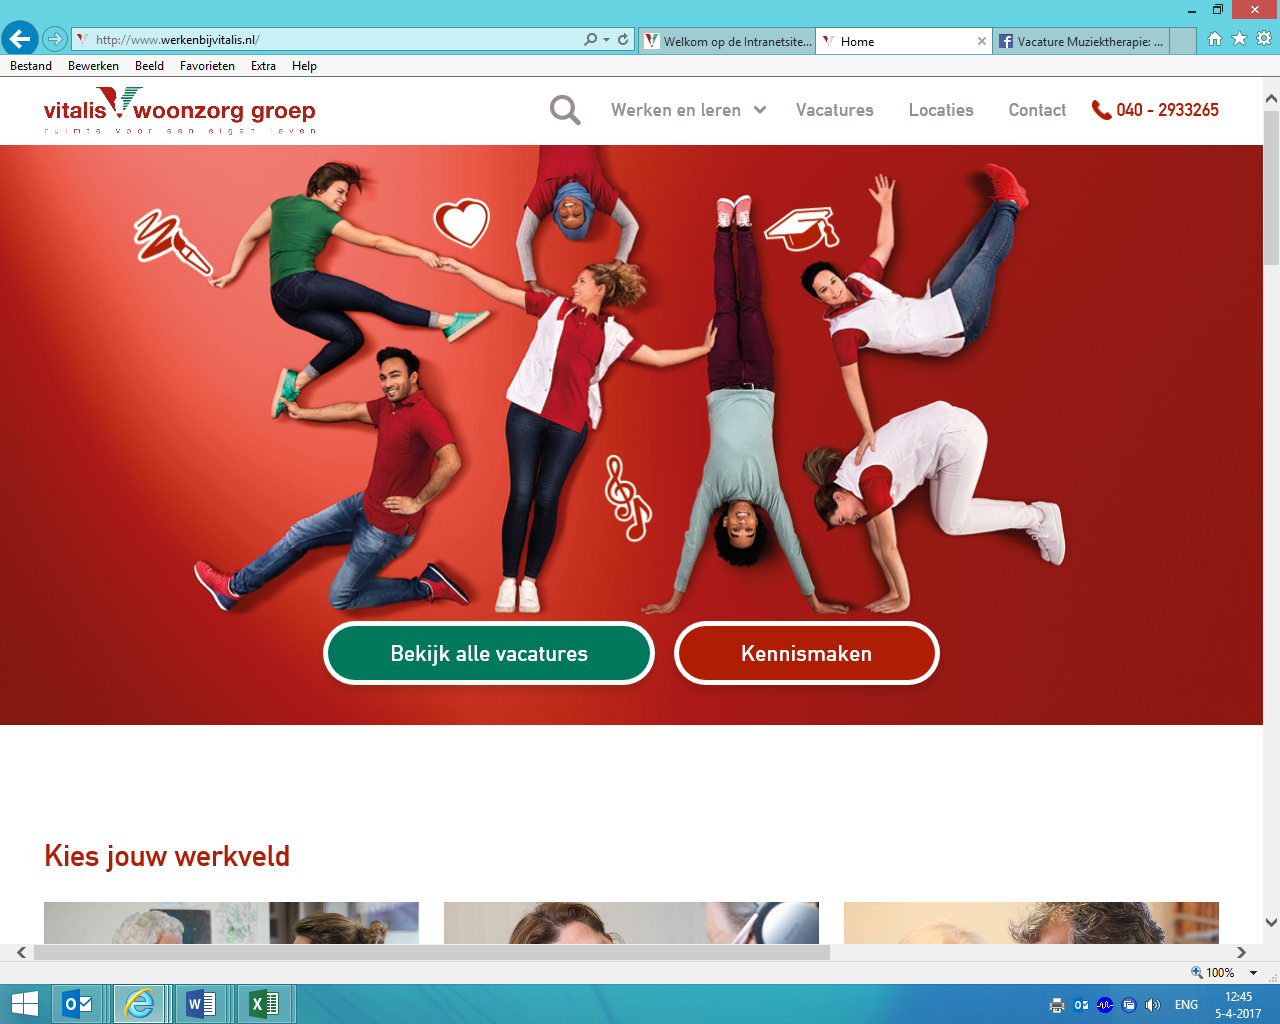 http://www.werkenbijvitalis.nl/
Welkom op de Intranetsite...
Home
Vacature Muziektherapie: ...
Bestand Bewerken Beeld Favorieten Extra Help
vitalis woonzorg groep
ruimte voor een eigen leven
Werken en leren Vacatures Locaties Contact 040 - 2933265
Bekijk alle vacatures
Kennismaken
Kies jouw werkveld
100%
ENG
12:45
5-4-2017